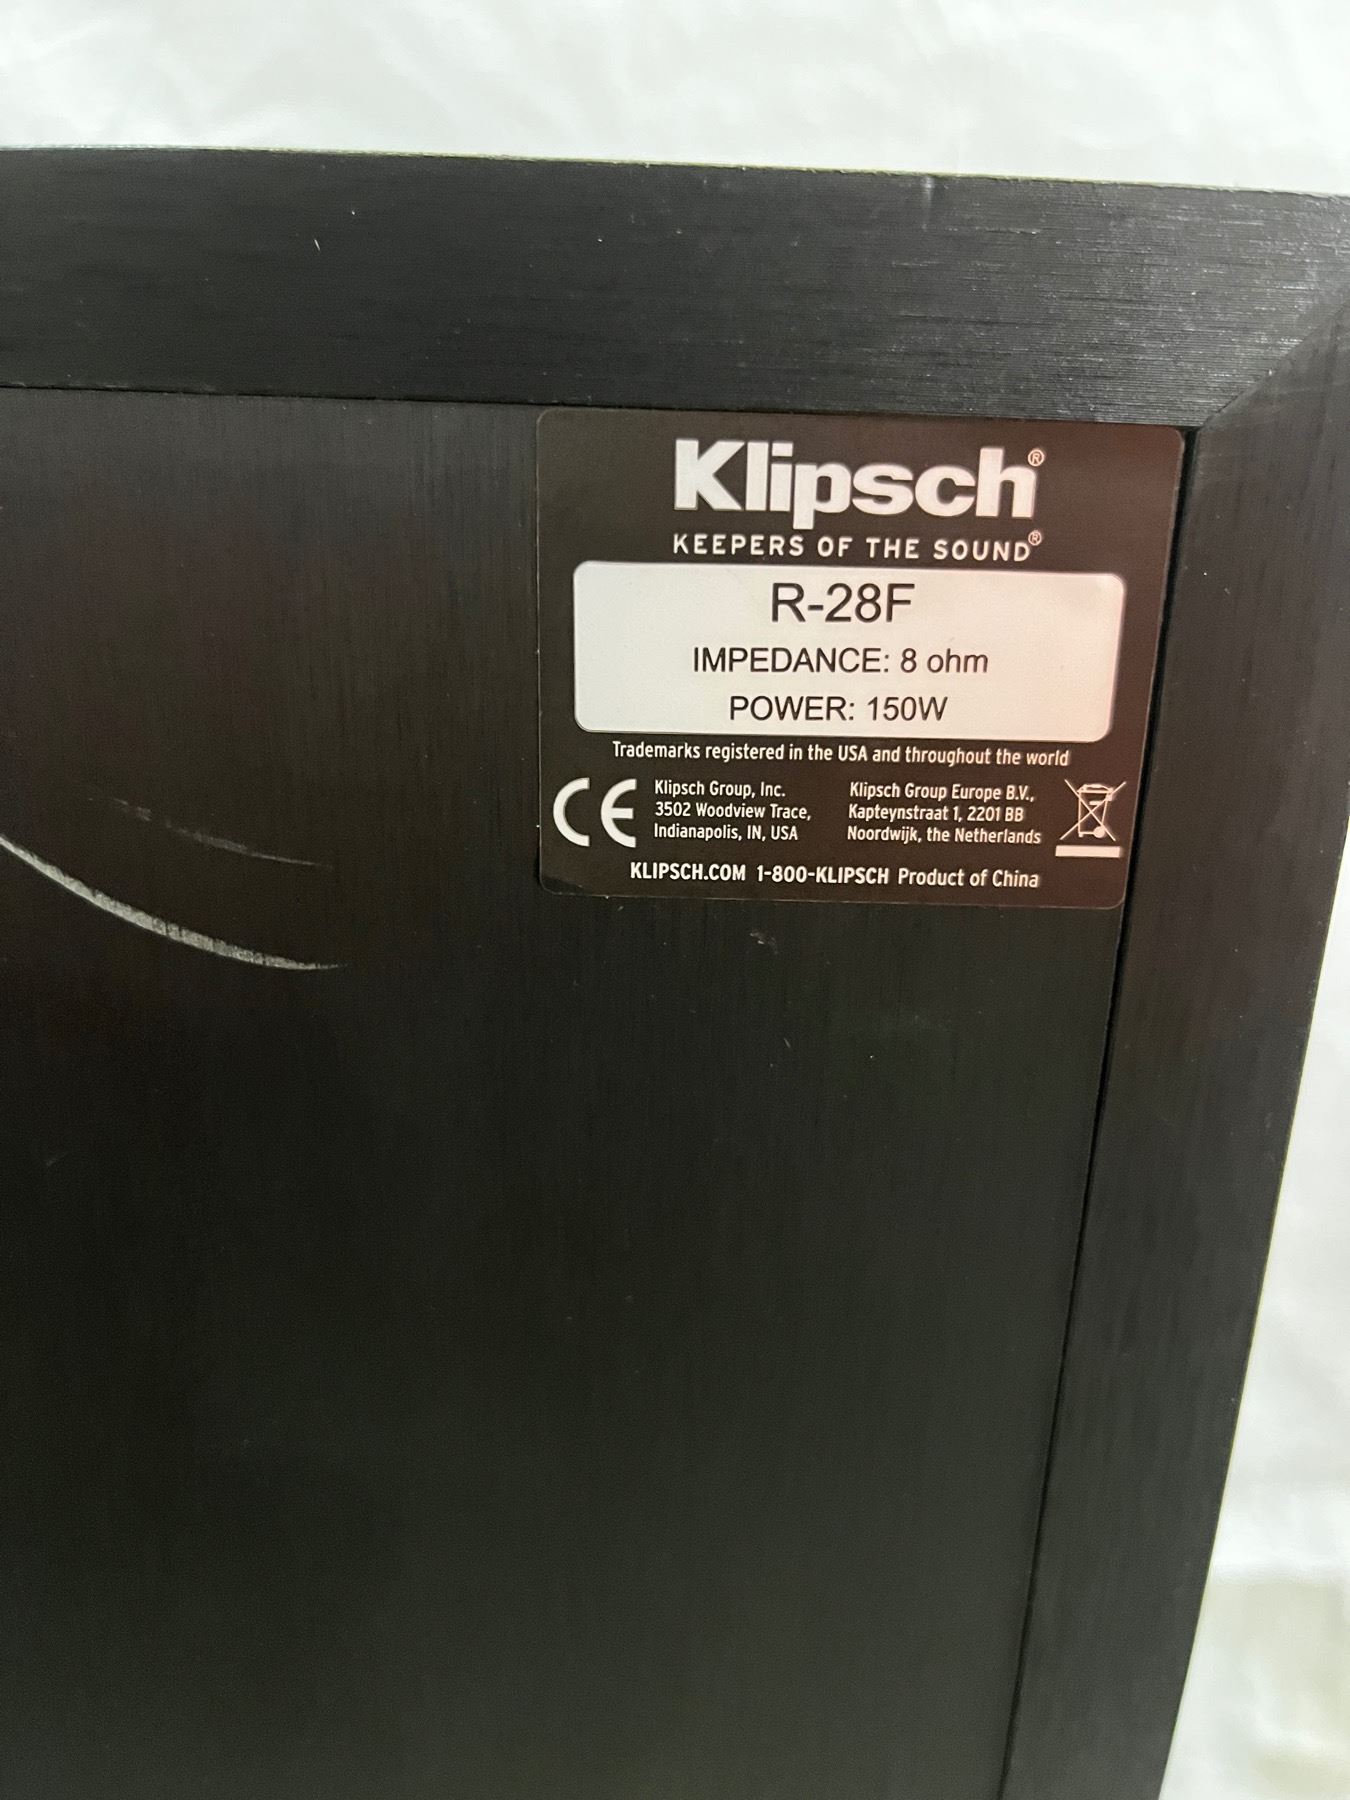 Klipsch®
KEEPERS OF THE SOUND®
R-28F
IMPEDANCE: 8 ohm
POWER: 150W
Trademarks registered in the USA and throughout the world
CE
Klipsch Group, Inc.
3502 Woodview Trace,
Indianapolis, IN, USA
Klipsch Group Europe B.V.,
Kapteynstraat 1, 2201 BB
Noordwijk, the Netherlands
KLIPSCH.COM 1-800-KLIPSCH Product of China